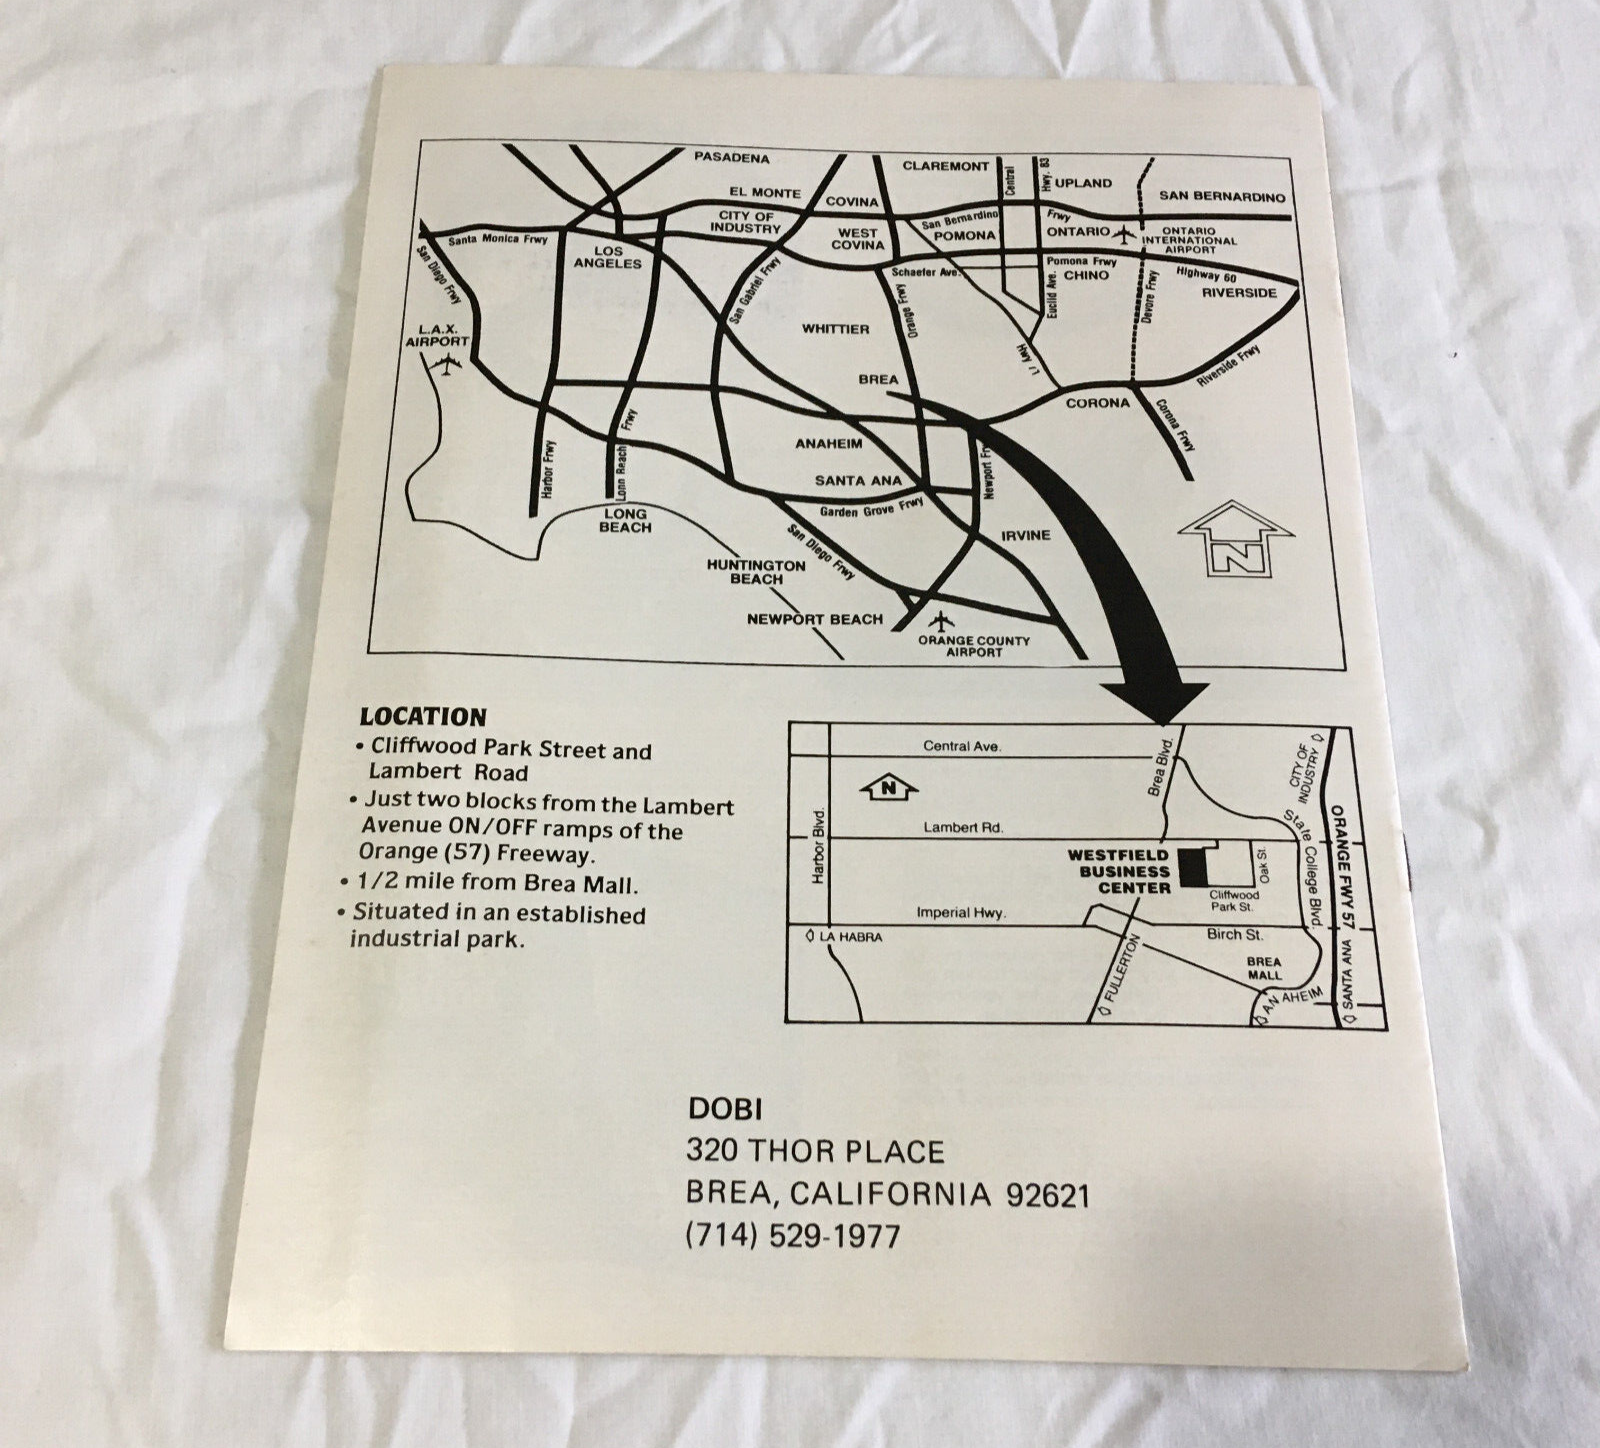 PASADENA
CLAREMONT
Central
Hwy. 83
UPLAND
SAN BERNARDINO
EL MONTE
COVINA
CITY OF
INDUSTRY
San Bernardino
Frwy
Santa Monica Frwy
LOS
ANGELES
WEST
COVINA
POMONA
ONTARIO
ONTARIO
INTERNATIONAL
AIRPORT
San Diego Frwy
San Gabriel Frwy
Schaefer Ave.
Pomona Frwy
CHINO
Highway 60
RIVERSIDE
Orange Frwy
Euclid Ave.
Devore Frwy
L.A.X.
AIRPORT
WHITTIER
Hwy
Riverside Frwy
BREA
CORONA
Corona Frwy
Frwy
ANAHEIM
Harbor Frwy
SANTA ANA
Newport
Garden Grove Frwy
LONG
BEACH
San Diego Frwy
IRVINE
N
HUNTINGTON
BEACH
NEWPORT BEACH
ORANGE COUNTY
AIRPORT
LOCATION
• Cliffwood Park Street and
Lambert Road
• Just two blocks from the Lambert
Avenue ON/OFF ramps of the
Orange (57) Freeway.
• 1/2 mile from Brea Mall.
• Situated in an established
industrial park.
Central Ave.
Brea Blvd.
CITY OF
INDUSTRY
N
Harbor Blvd.
Lambert Rd.
State College Blvd.
ORANGE FWY 57
WESTFIELD
BUSINESS
CENTER
Oak St.
Cliffwood
Park St.
Imperial Hwy.
LA HABRA
Birch St.
FULLERTON
BREA
MALL
ANAHEIM
SANTA ANA
DOBI
320 THOR PLACE
BREA, CALIFORNIA 92621
(714) 529-1977